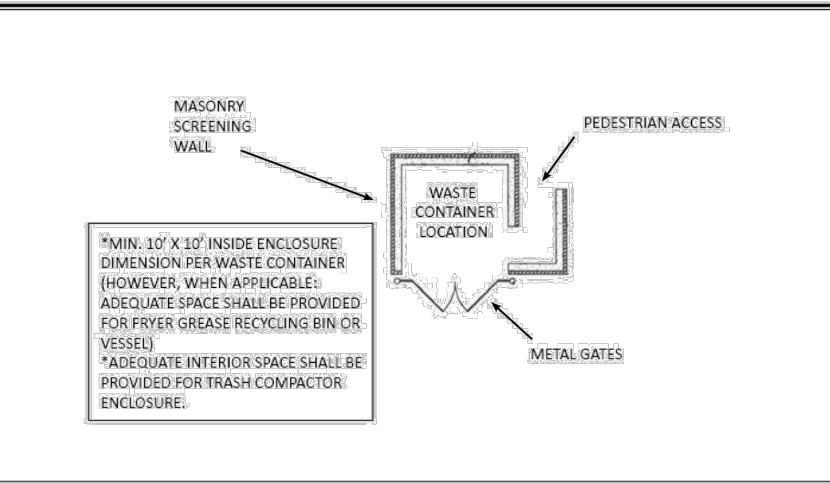 MASONRY
SCREENING
WALL
PEDESTRIAN ACCESS
WASTE
CONTAINER
LOCATION
*MIN. 10' X 10' INSIDE ENCLOSURE
DIMENSION PER WASTE CONTAINER
(HOWEVER, WHEN APPLICABLE:
ADEQUATE SPACE SHALL BE PROVIDED
FOR FRYER GREASE RECYCLING BIN OR
VESSEL)
*ADEQUATE INTERIOR SPACE SHALL BE
PROVIDED FOR TRASH COMPACTOR
ENCLOSURE.
METAL GATES